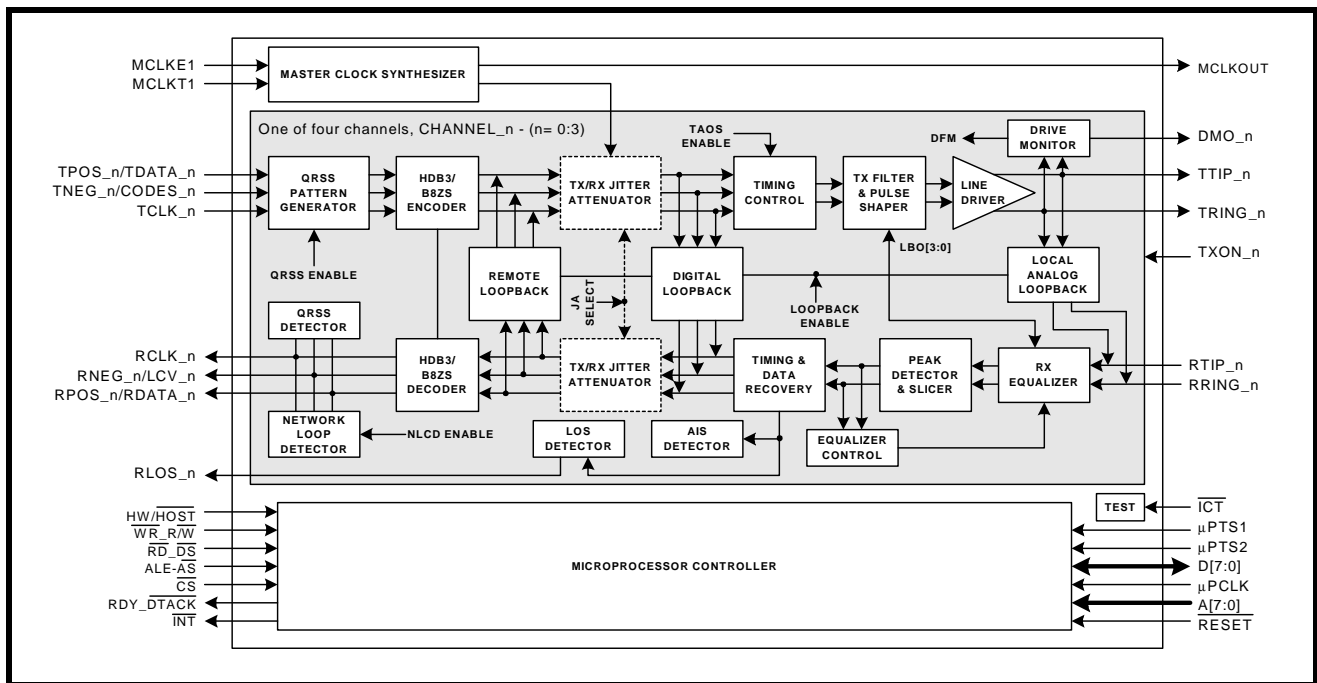 MCLKE1
MCLKT1
MASTER CLOCK SYNTHESIZER
MCLKOUT
One of four channels, CHANNEL_n - (n= 0:3)
TAOS
ENABLE
DFM
DRIVE
MONITOR
DMO_n
TPOS_n/TDATA_n
TNEG_n/CODES_n
TCLK_n
QRSS
PATTERN
GENERATOR
HDB3/
B8ZS
ENCODER
TX/RX JITTER
ATTENUATOR
TIMING
CONTROL
TX FILTER
& PULSE
SHAPER
LINE
DRIVER
TTIP_n
TRING_n
QRSS ENABLE
REMOTE
LOOPBACK
JA
SELECT
DIGITAL
LOOPBACK
LOOPBACK
ENABLE
LBO[3:0]
LOCAL
ANALOG
LOOPBACK
TXON_n
QRSS
DETECTOR
RCLK_n
RNEG_n/LCV_n
RPOS_n/RDATA_n
HDB3/
B8ZS
DECODER
TX/RX JITTER
ATTENUATOR
TIMING &
DATA
RECOVERY
PEAK
DETECTOR
& SLICER
RX
EQUALIZER
RTIP_n
RRING_n
NETWORK
LOOP
DETECTOR
NLCD ENABLE
LOS
DETECTOR
AIS
DETECTOR
EQUALIZER
CONTROL
RLOS_n
TEST
ICT
HW/HOST
WR_R/W
RD_DS
ALE-AS
CS
RDY_DTACK
INT
MICROPROCESSOR CONTROLLER
µPTS1
µPTS2
D[7:0]
µPCLK
A[7:0]
RESET